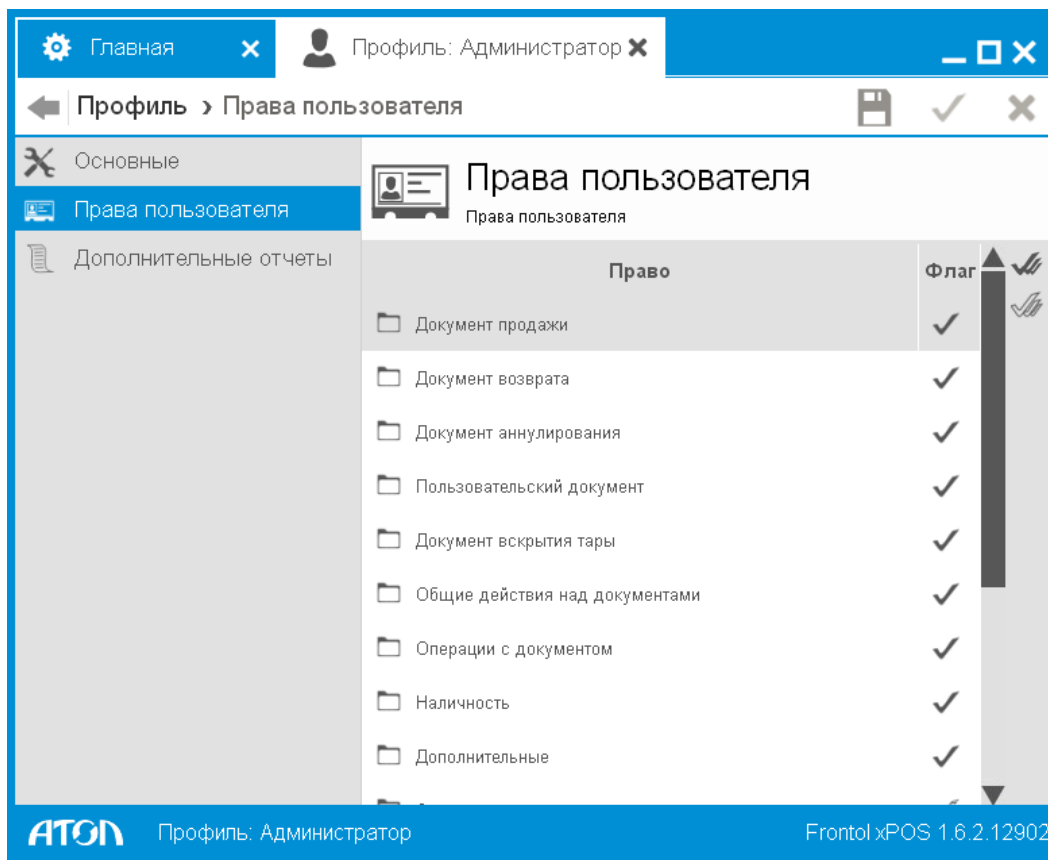 Главная
Профиль: Администратор
Профиль › Права пользователя
Основные
Права пользователя
Дополнительные отчеты
Права пользователя
Права пользователя
Право Флаг
Документ продажи
Документ возврата
Документ аннулирования
Пользовательский документ
Документ вскрытия тары
Общие действия над документами
Операции с документом
Наличность
Дополнительные
АТОЛ Профиль: Администратор Frontol xPOS 1.6.2.12902